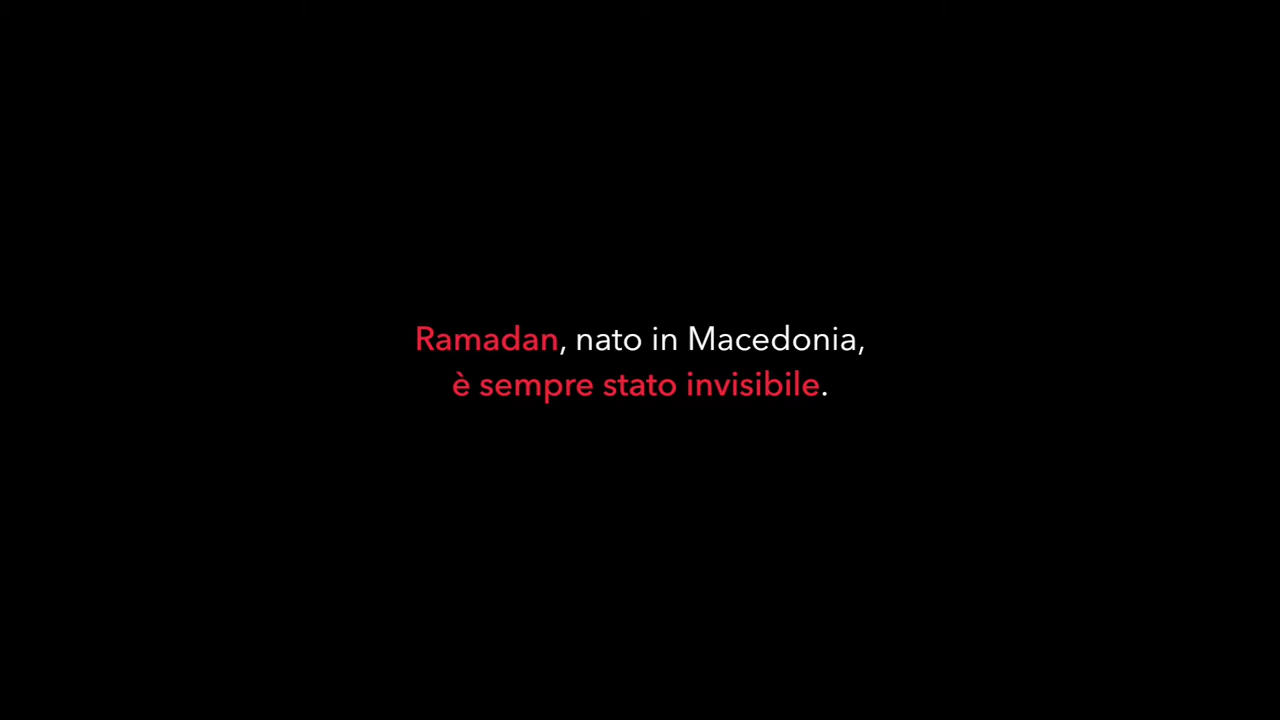 Ramadan, nato in Macedonia,
è sempre stato invisibile.